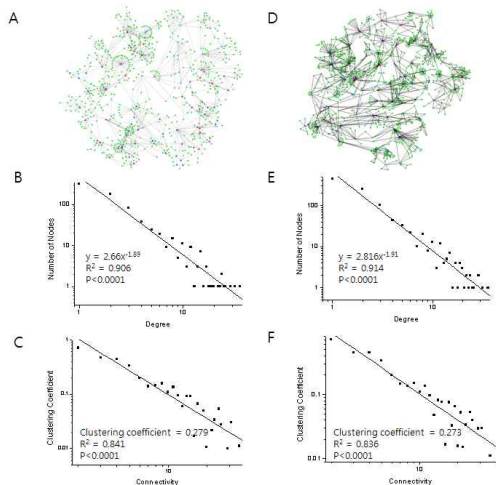 A
D
B
Number of Nodes
100
10
1
y = 2.66x-1.89
R2 = 0.906
P<0.0001
1
10
Degree
E
Number of Nodes
100
10
1
y = 2.816x-1.91
R2 = 0.914
P<0.0001
10
Degree
C
Clustering Coefficient
1
0.1
0.01
Clustering coefficient = 0.279
R2 = 0.841
P<0.0001
10
Connectivity
F
Clustering Coefficient
0.1
0.01
Clustering coefficient = 0.273
R2 = 0.836
P<0.0001
10
Connectivity